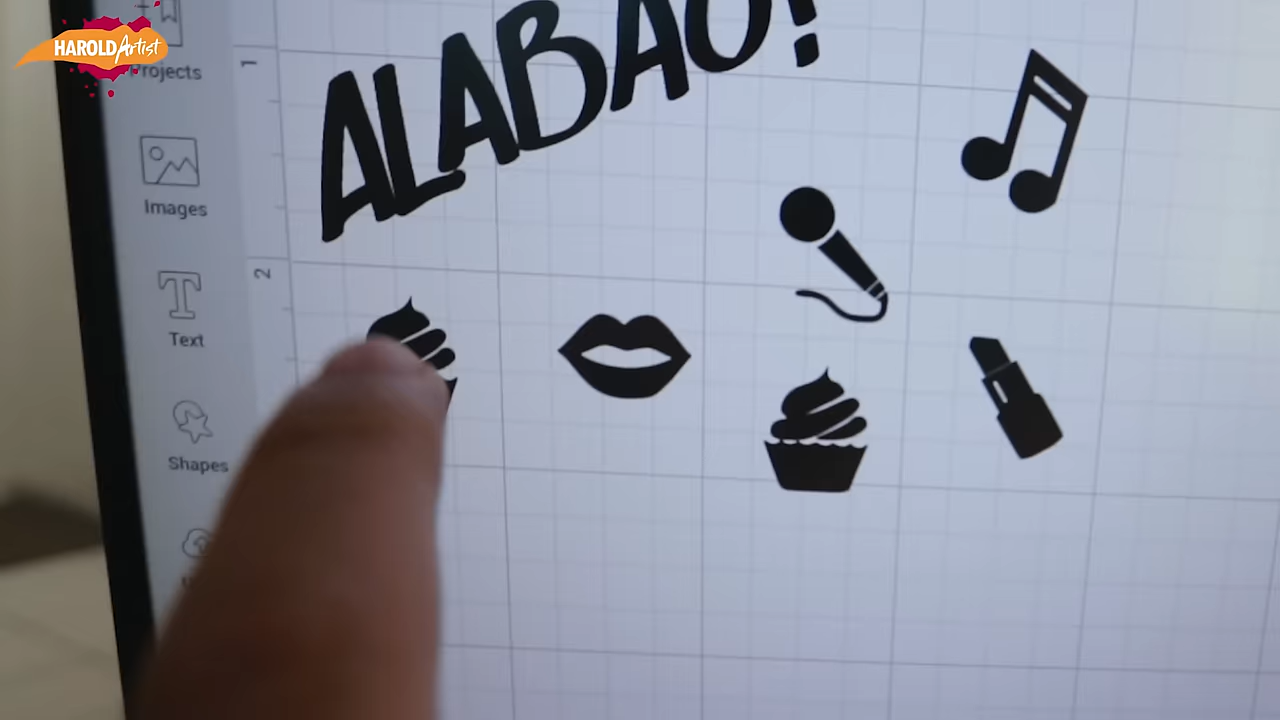 HAROLDArtist
Projects
1
ALABAO!
Images
2
Text
Shapes